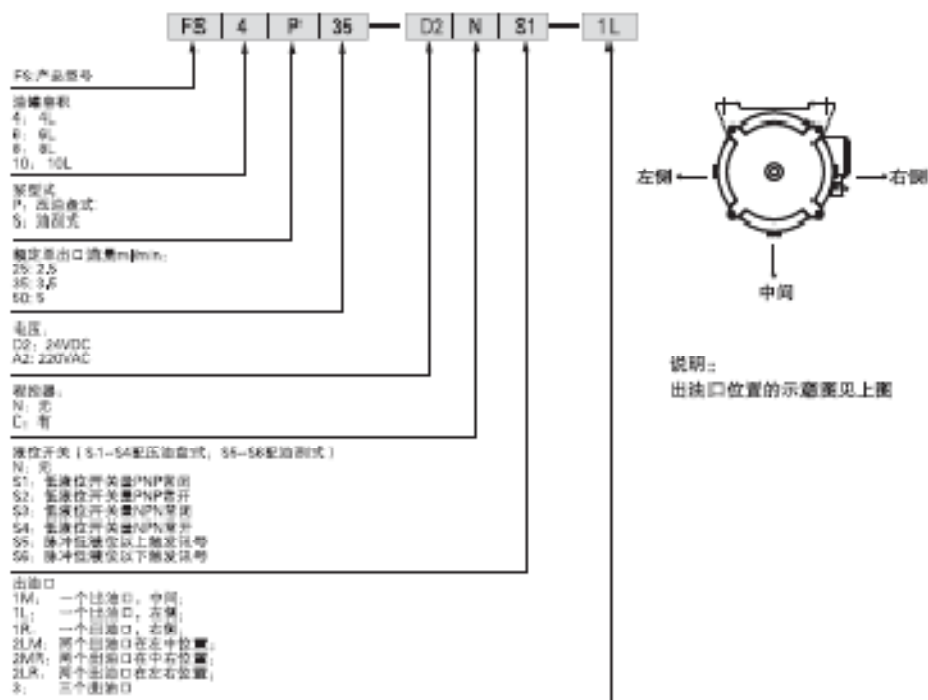 FS 4 P 35 — D2 N S1 — 1L
FS:产品型号
油罐容积
4: 4L
6: 6L
8: 8L
10: 10L
泵型式
P: 压油盘式
S: 油刮式
额定单出口流量ml/min:
25: 2.5
35: 3.5
50: 5
电压:
D2: 24VDC
A2: 220VAC
程控器:
N: 无
C: 有
液位开关(S1--S4配压油盘式; S5--S6配油刮式)
N: 无
S1: 低液位开关量PNP常闭
S2: 低液位开关量PNP常开
S3: 低液位开关量NPN常闭
S4: 低液位开关量NPN常开
S5: 脉冲低液位以上触发讯号
S6: 脉冲低液位以下触发讯号
出油口
1M: 一个出油口, 中间;
1L: 一个出油口, 左侧;
1R: 一个出油口, 右侧;
2LM: 两个出油口在左中位置;
2MR: 两个出油口在中右位置;
2LR: 两个出油口在左右位置;
3: 三个出油口
左侧
右侧
中间
说明:
出油口位置的示意图见上图